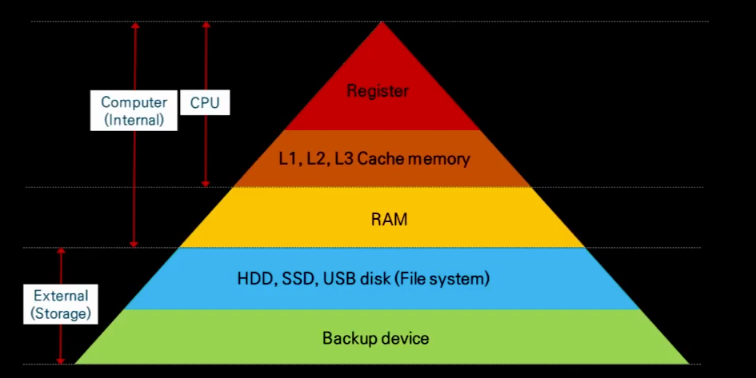 Register
Computer
(Internal)
CPU
L1, L2, L3 Cache memory
RAM
HDD, SSD, USB disk (File system)
External
(Storage)
Backup device